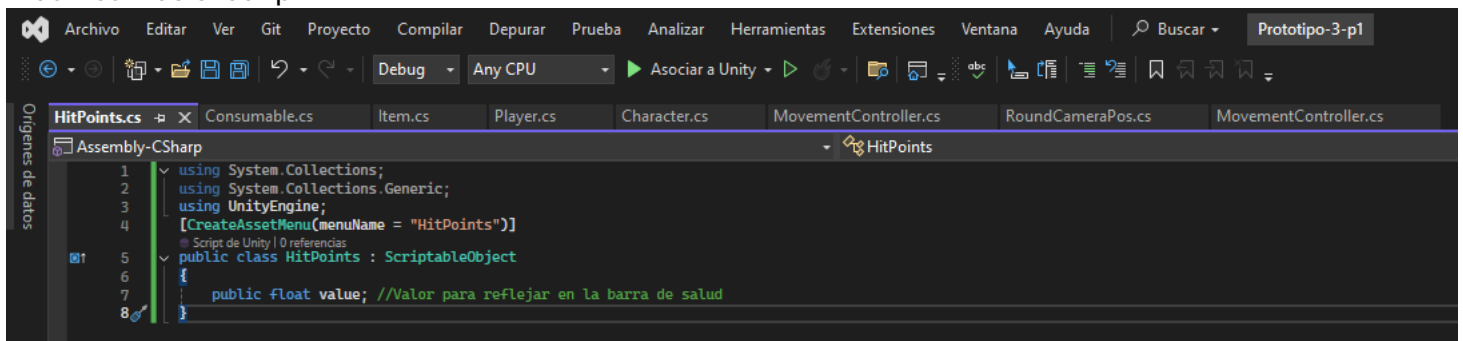 Archivo Editar Ver Git Proyecto Compilar Depurar Prueba Analizar Herramientas Extensiones Ventana Ayuda Buscar Prototipo-3-p1
Debug Any CPU Asociar a Unity abc
Orígenes de datos
HitPoints.cs Consumable.cs Item.cs Player.cs Character.cs MovementController.cs RoundCameraPos.cs MovementController.cs
Assembly-CSharp HitPoints
1 using System.Collections;
2 using System.Collections.Generic;
3 using UnityEngine;
4 [CreateAssetMenu(menuName = "HitPoints")]
Script de Unity | 0 referencias
5 public class HitPoints : ScriptableObject
6 {
7 public float value; //Valor para reflejar en la barra de salud
8 }